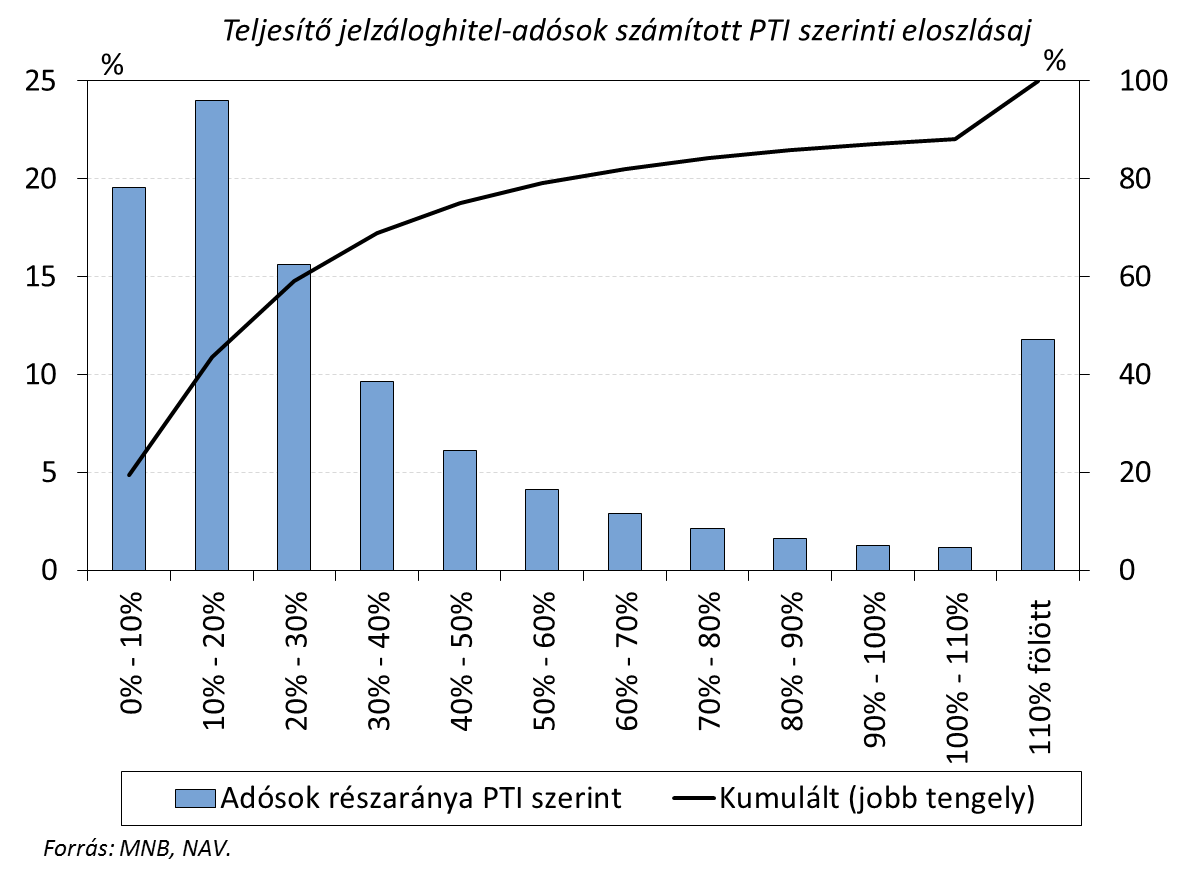 Teljesítő jelzáloghitel-adósok számított PTI szerinti eloszlásaj
% %
25 100
20 80
15 60
10 40
5 20
0 0
0% - 10%
10% - 20%
20% - 30%
30% - 40%
40% - 50%
50% - 60%
60% - 70%
70% - 80%
80% - 90%
90% - 100%
100% - 110%
110% fölött
Adósok részaránya PTI szerint Kumulált (jobb tengely)
Forrás: MNB, NAV.